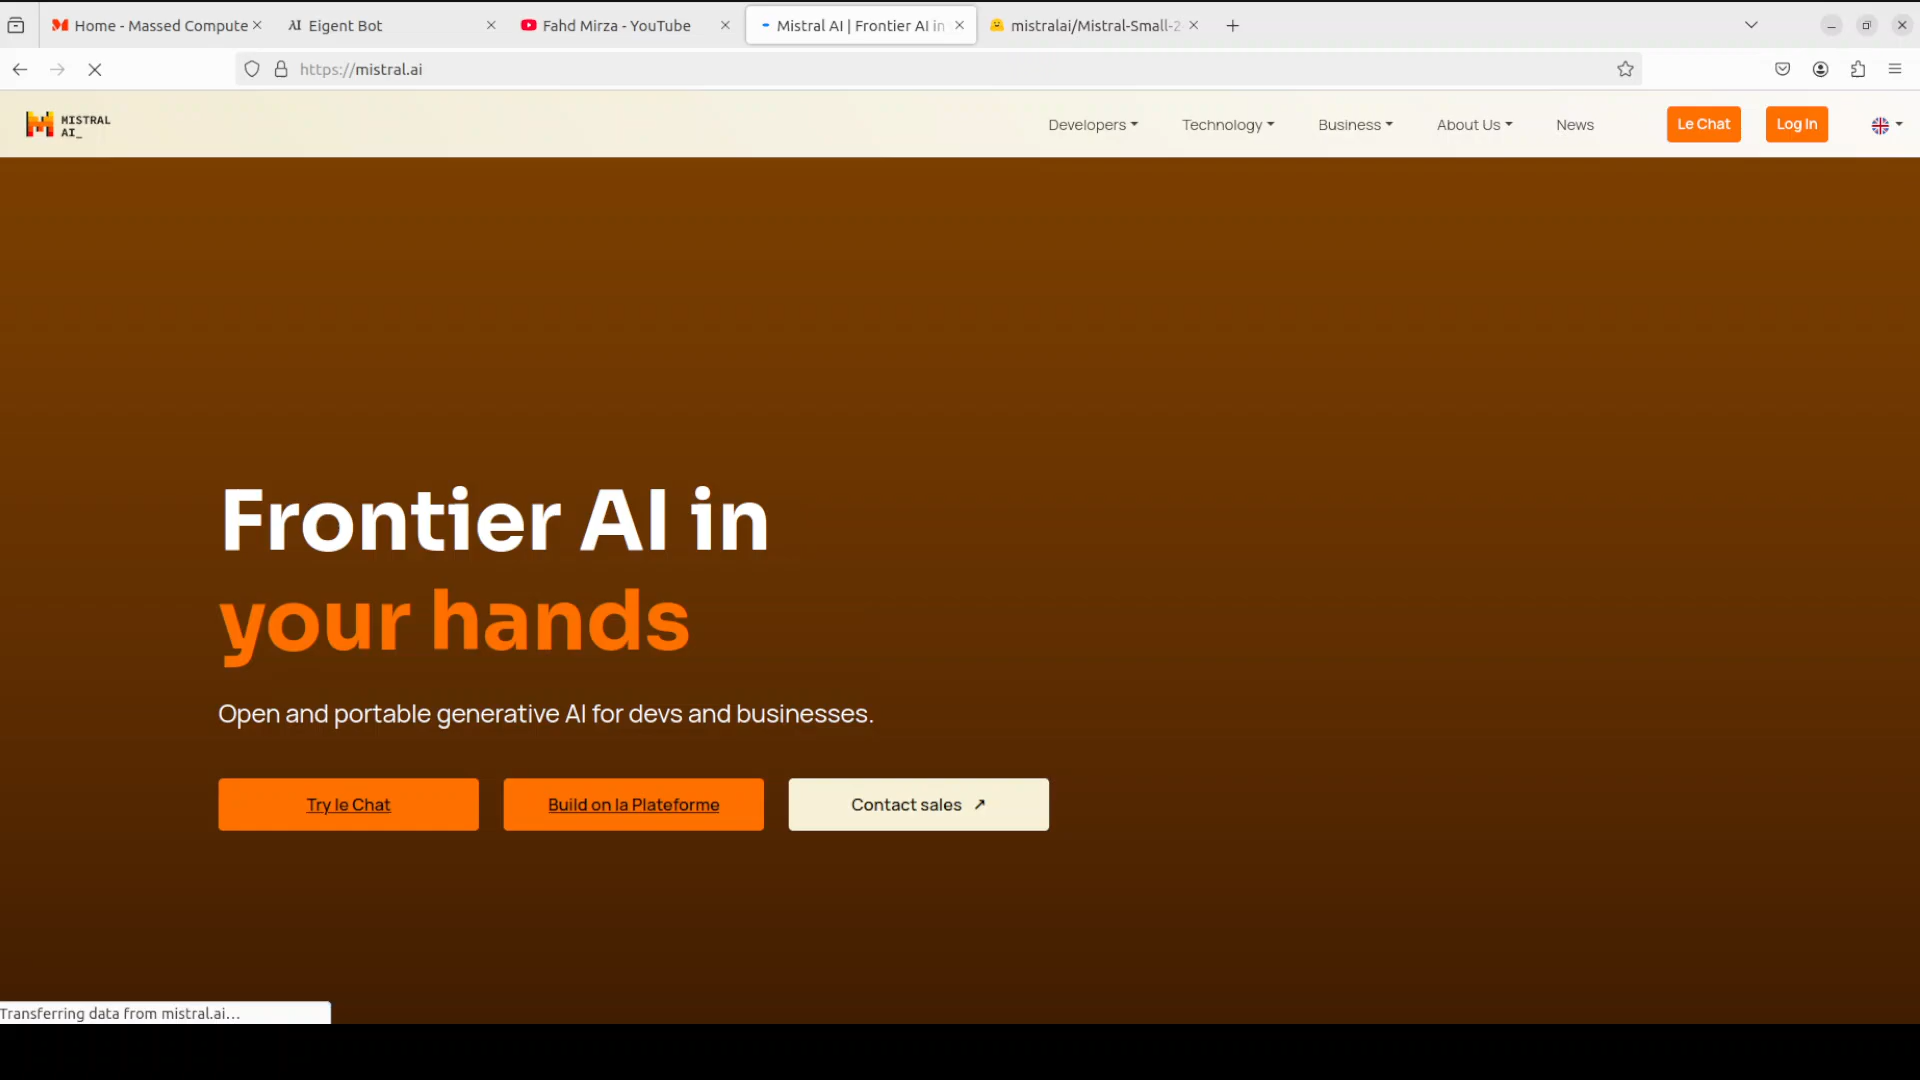 Home - Massed Compute
AI Eigent Bot
Fahd Mirza - YouTube
Mistral AI | Frontier AI in
mistralai/Mistral-Small-2
https://mistral.ai
MISTRAL
AI_
Developers
Technology
Business
About Us
News
Le Chat
Log In
Frontier AI in
your hands
Open and portable generative AI for devs and businesses.
Try le Chat
Build on la Plateforme
Contact sales ↗
Transferring data from mistral.ai…